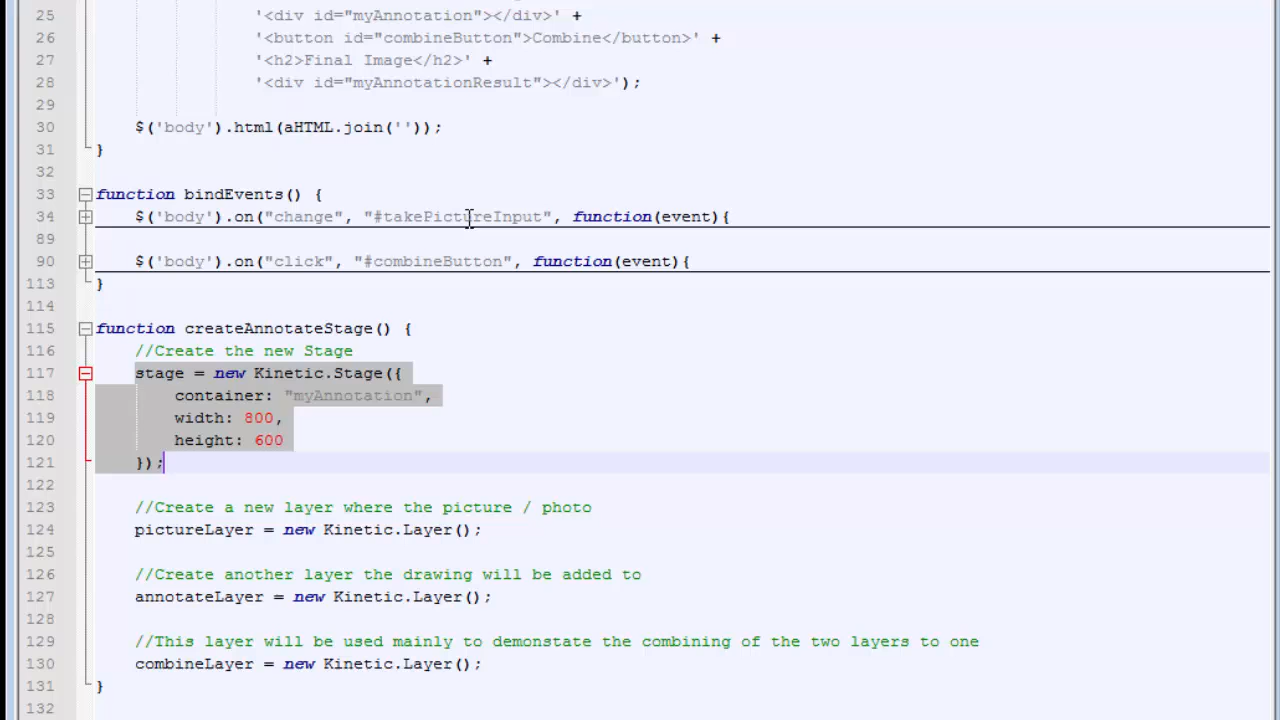 25 '<div id="myAnnotation"></div>' +
26 '<button id="combineButton">Combine</button>' +
27 '<h2>Final Image</h2>' +
28 '<div id="myAnnotationResult"></div>');
29
30 $('body').html(aHTML.join(''));
31 }
32
33 function bindEvents() {
34 $('body').on("change", "#takePictureInput", function(event){
89
90 $('body').on("click", "#combineButton", function(event){
113 }
114
115 function createAnnotateStage() {
116 //Create the new Stage
117 stage = new Kinetic.Stage({
118 container: "myAnnotation",
119 width: 800,
120 height: 600
121 });
122
123 //Create a new layer where the picture / photo
124 pictureLayer = new Kinetic.Layer();
125
126 //Create another layer the drawing will be added to
127 annotateLayer = new Kinetic.Layer();
128
129 //This layer will be used mainly to demonstate the combining of the two layers to one
130 combineLayer = new Kinetic.Layer();
131 }
132